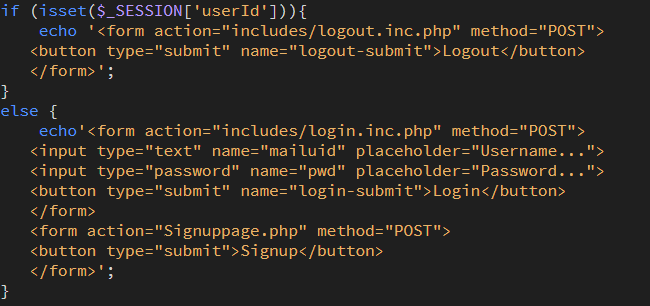 if (isset($_SESSION['userId'])){
echo '<form action="includes/logout.inc.php" method="POST">
<button type="submit" name="logout-submit">Logout</button>
</form>';
}
else {
echo'<form action="includes/login.inc.php" method="POST">
<input type="text" name="mailuid" placeholder="Username...">
<input type="password" name="pwd" placeholder="Password...">
<button type="submit" name="login-submit">Login</button>
</form>
<form action="Signuppage.php" method="POST">
<button type="submit">Signup</button>
</form>';
}